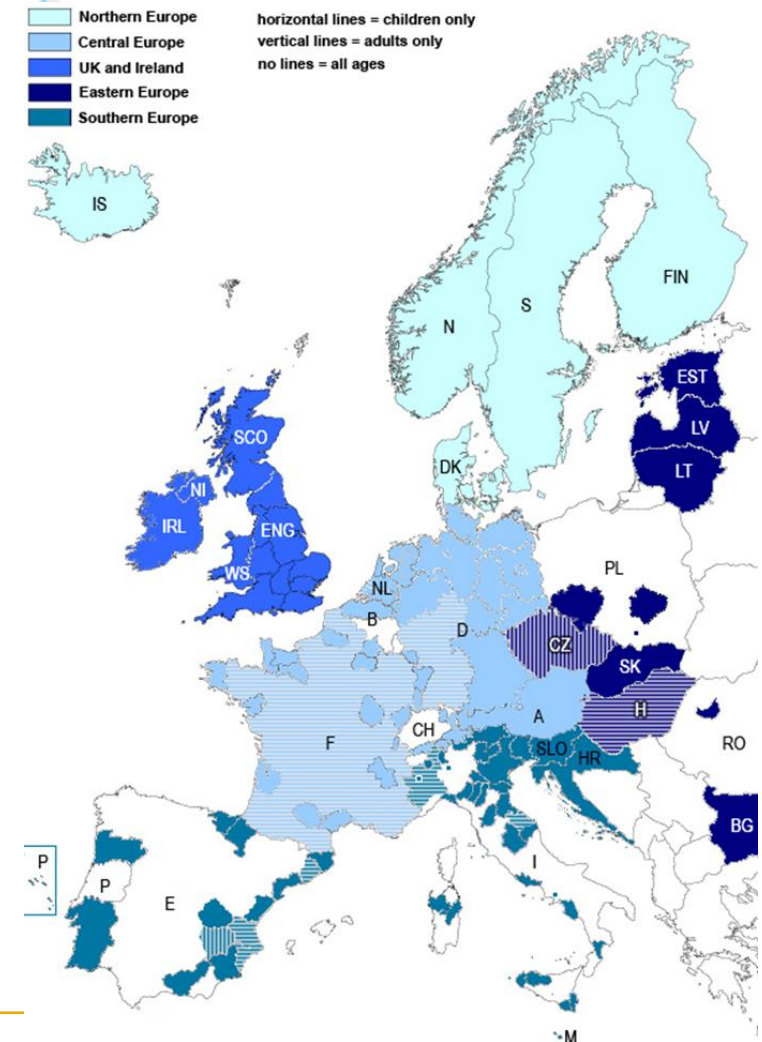 Northern Europe
Central Europe
UK and Ireland
Eastern Europe
Southern Europe
horizontal lines = children only
vertical lines = adults only
no lines = all ages
IS
FIN
S
N
EST
LV
LT
SCO
DK
NI
IRL
ENG
WS
PL
NL
B
D
CZ
SK
H
A
CH
F
SLO
HR
RO
BG
I
P
P
E
M